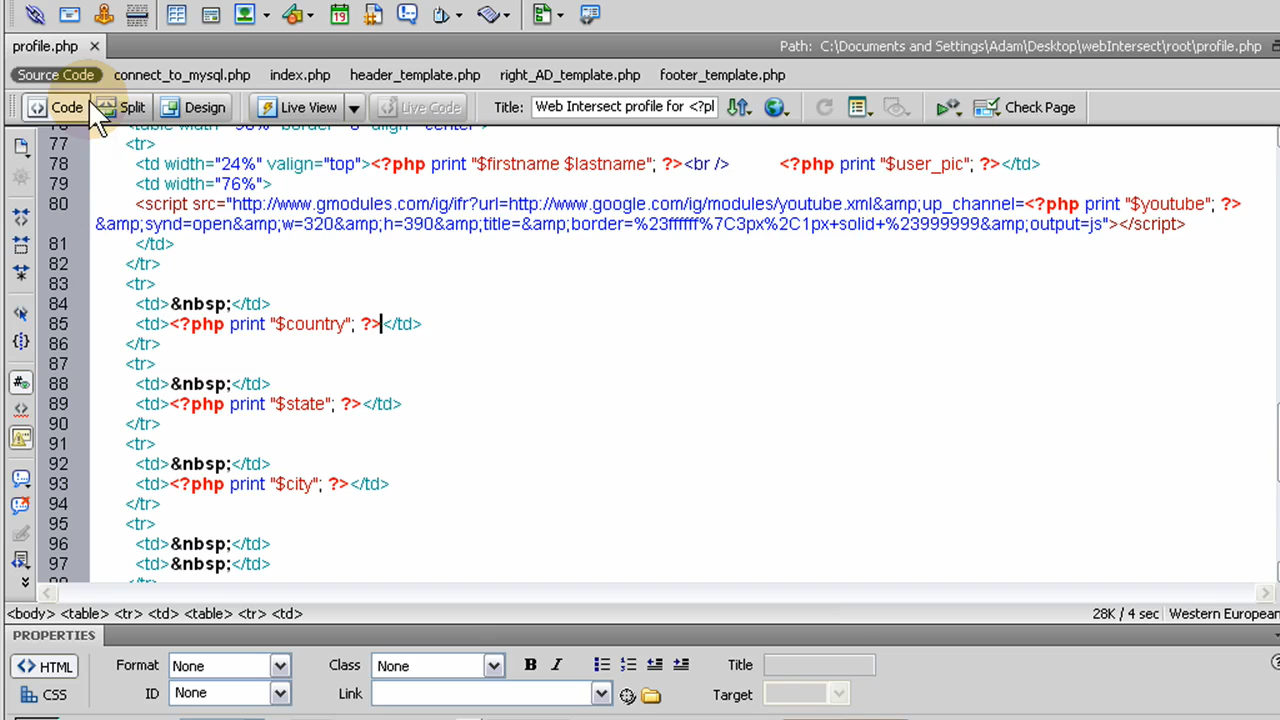 19
profile.php
Path: C:\Documents and Settings\Adam\Desktop\webIntersect\root\profile.php
Source Code connect_to_mysql.php index.php header_template.php right_AD_template.php footer_template.php
Code Split Design Live View Live Code Title: Web Intersect profile for <?pl Check Page
77 <tr>
78 <td width="24%" valign="top"><?php print "$firstname $lastname"; ?><br /> <?php print "$user_pic"; ?></td>
79 <td width="76%">
80 <script src="http://www.gmodules.com/ig/ifr?url=http://www.google.com/ig/modules/youtube.xml&amp;up_channel=<?php print "$youtube"; ?>
&amp;synd=open&amp;w=320&amp;h=390&amp;title=&amp;border=%23ffffff%7C3px%2C1px+solid+%23999999&amp;output=js"></script>
81 </td>
82 </tr>
83 <tr>
84 <td>&nbsp;</td>
85 <td><?php print "$country"; ?></td>
86 </tr>
87 <tr>
88 <td>&nbsp;</td>
89 <td><?php print "$state"; ?></td>
90 </tr>
91 <tr>
92 <td>&nbsp;</td>
93 <td><?php print "$city"; ?></td>
94 </tr>
95 <tr>
96 <td>&nbsp;</td>
97 <td>&nbsp;</td>
<body> <table> <tr> <td> <table> <tr> <td> 28K / 4 sec Western European
PROPERTIES
<> HTML Format None Class None B I Title
CSS ID None Link Target